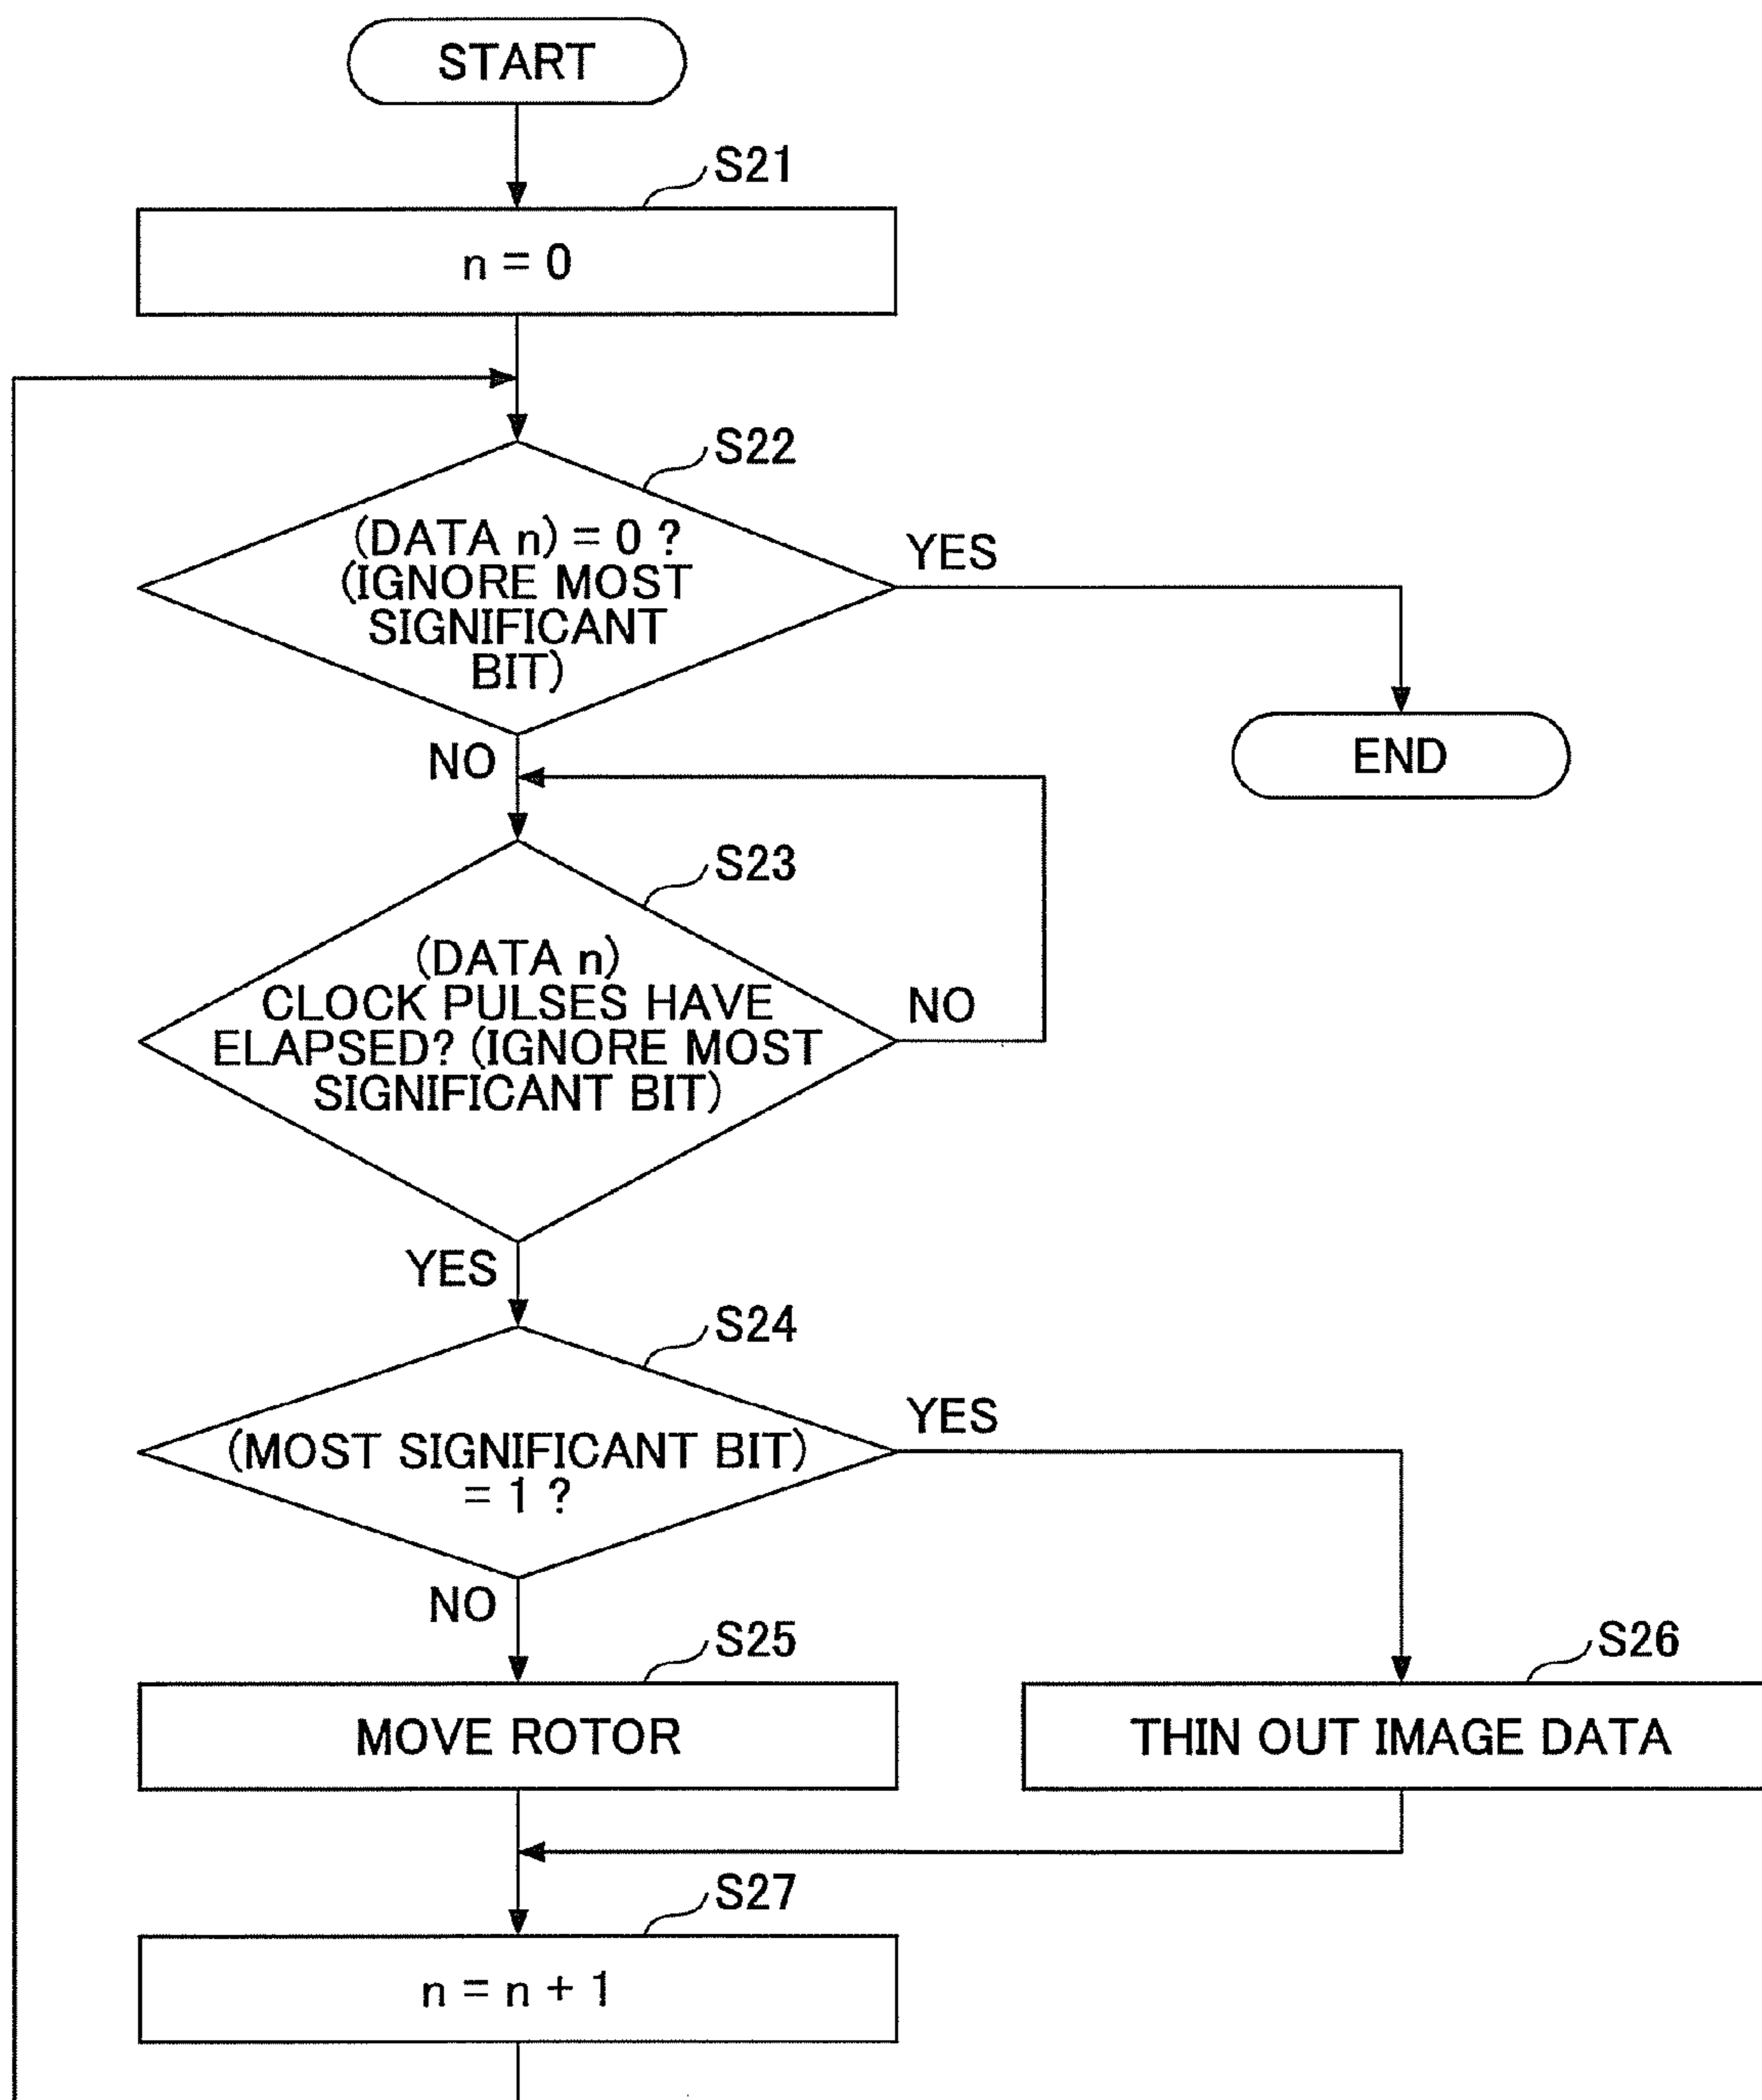 START
S21
n = 0
S22
(DATA n) = 0 ?
(IGNORE MOST
SIGNIFICANT
BIT)
YES
NO
END
S23
(DATA n)
CLOCK PULSES HAVE
ELAPSED? (IGNORE MOST
SIGNIFICANT BIT)
NO
YES
S24
(MOST SIGNIFICANT BIT)
= 1 ?
YES
NO
S25
MOVE ROTOR
S26
THIN OUT IMAGE DATA
S27
n = n + 1